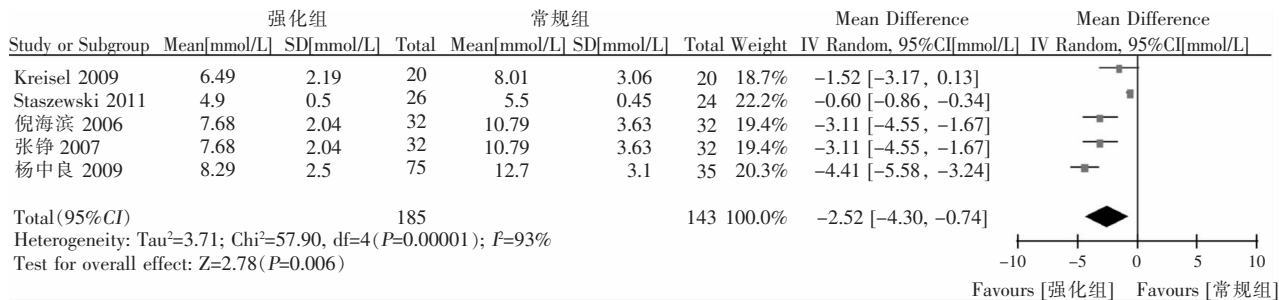 强化组 常规组 Mean Difference Mean Difference
Study or Subgroup Mean[mmol/L] SD[mmol/L] Total Mean[mmol/L] SD[mmol/L] Total Weight IV Random, 95%CI[mmol/L] IV Random, 95%CI[mmol/L]
Kreisel 2009 6.49 2.19 20 8.01 3.06 20 18.7% −1.52 [−3.17, 0.13]
Staszewski 2011 4.9 0.5 26 5.5 0.45 24 22.2% −0.60 [−0.86, −0.34]
倪海滨 2006 7.68 2.04 32 10.79 3.63 32 19.4% −3.11 [−4.55, −1.67]
张铮 2007 7.68 2.04 32 10.79 3.63 32 19.4% −3.11 [−4.55, −1.67]
杨中良 2009 8.29 2.5 75 12.7 3.1 35 20.3% −4.41 [−5.58, −3.24]
Total(95%CI) 185 143 100.0% −2.52 [−4.30, −0.74]
Heterogeneity: Tau²=3.71; Chi²=57.90, df=4(P=0.00001); I²=93%
Test for overall effect: Z=2.78(P=0.006)
−10 −5 0 5 10
Favours [强化组] Favours [常规组]